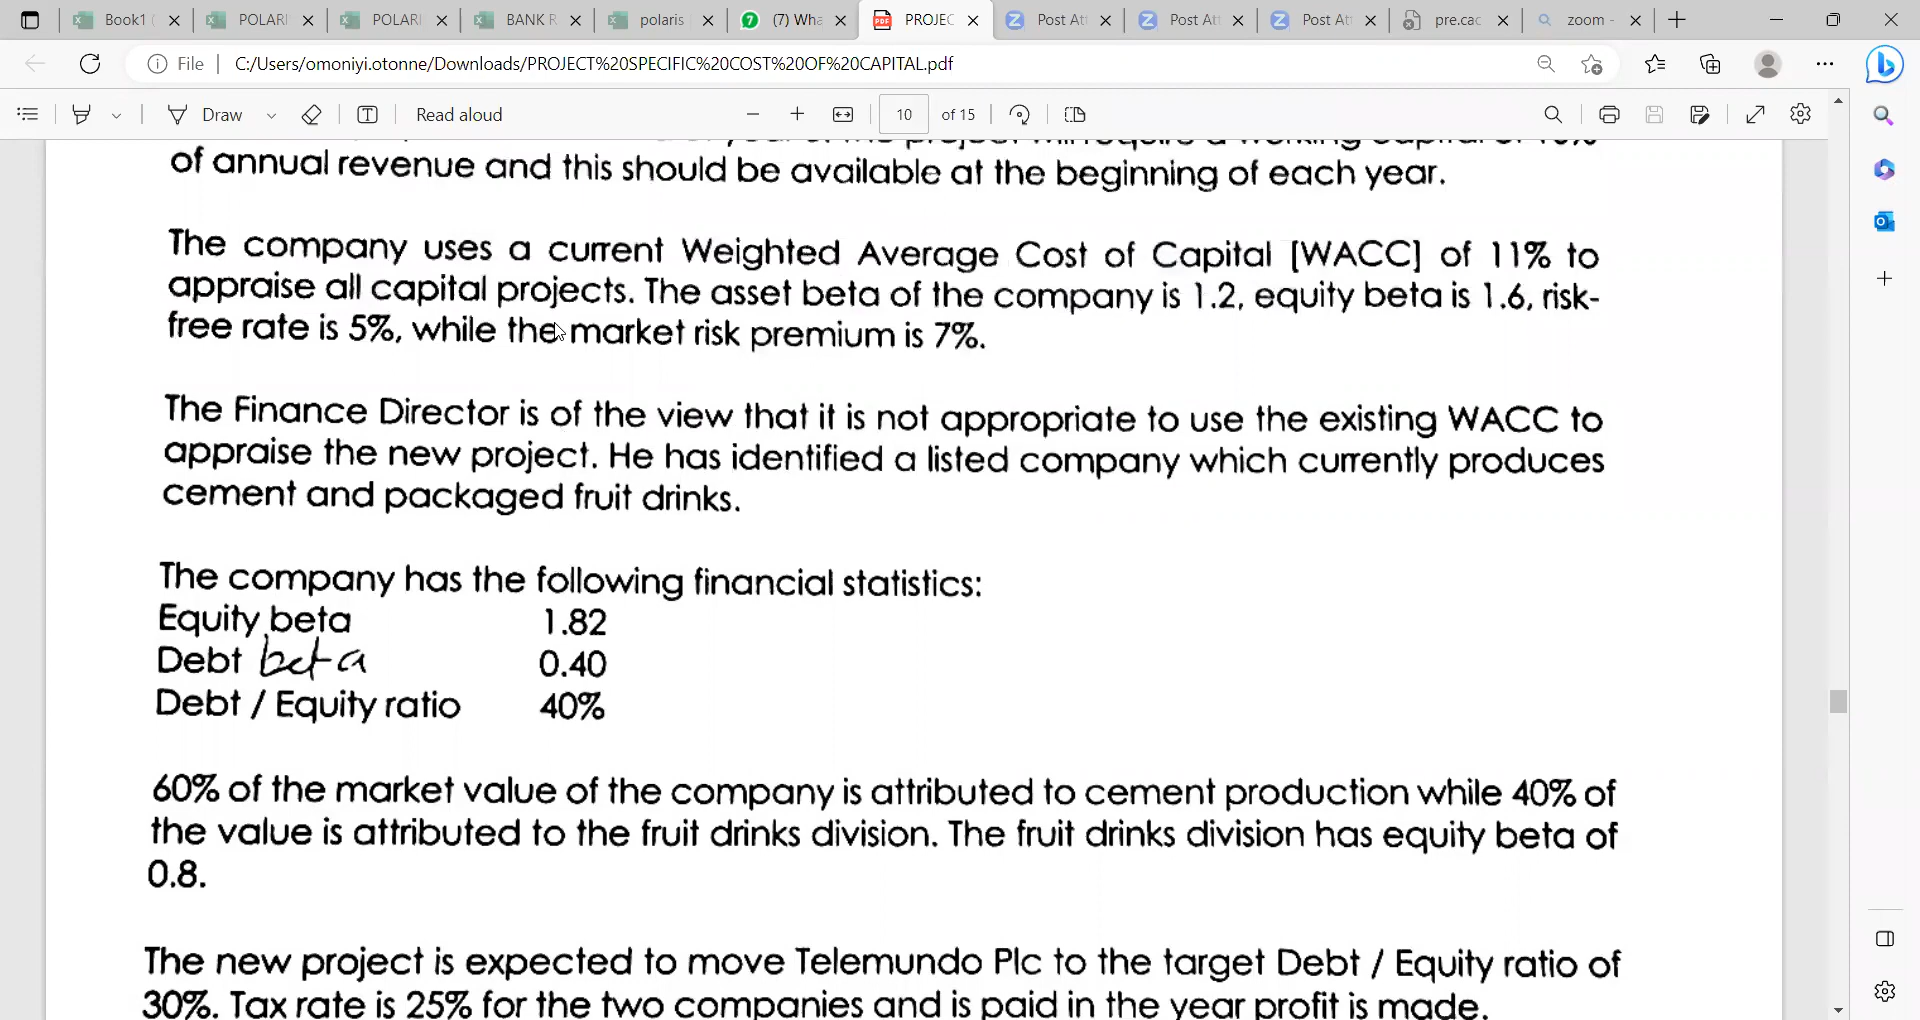 Book1
POLARI
POLARI
BANK R
polaris
(7) Wha
PROJEC
Post Att
Post Att
Post Att
pre.cac
zoom -
File
C:/Users/omoniyi.otonne/Downloads/PROJECT%20SPECIFIC%20COST%20OF%20CAPITAL.pdf
Draw
Read aloud
10
of 15
of annual revenue and this should be available at the beginning of each year.
The company uses a current Weighted Average Cost of Capital [WACC] of 11% to
appraise all capital projects. The asset beta of the company is 1.2, equity beta is 1.6, risk-
free rate is 5%, while the market risk premium is 7%.
The Finance Director is of the view that it is not appropriate to use the existing WACC to
appraise the new project. He has identified a listed company which currently produces
cement and packaged fruit drinks.
The company has the following financial statistics:
Equity beta 1.82
Debt beta 0.40
Debt / Equity ratio 40%
60% of the market value of the company is attributed to cement production while 40% of
the value is attributed to the fruit drinks division. The fruit drinks division has equity beta of
0.8.
The new project is expected to move Telemundo Plc to the target Debt / Equity ratio of
30%. Tax rate is 25% for the two companies and is paid in the year profit is made.